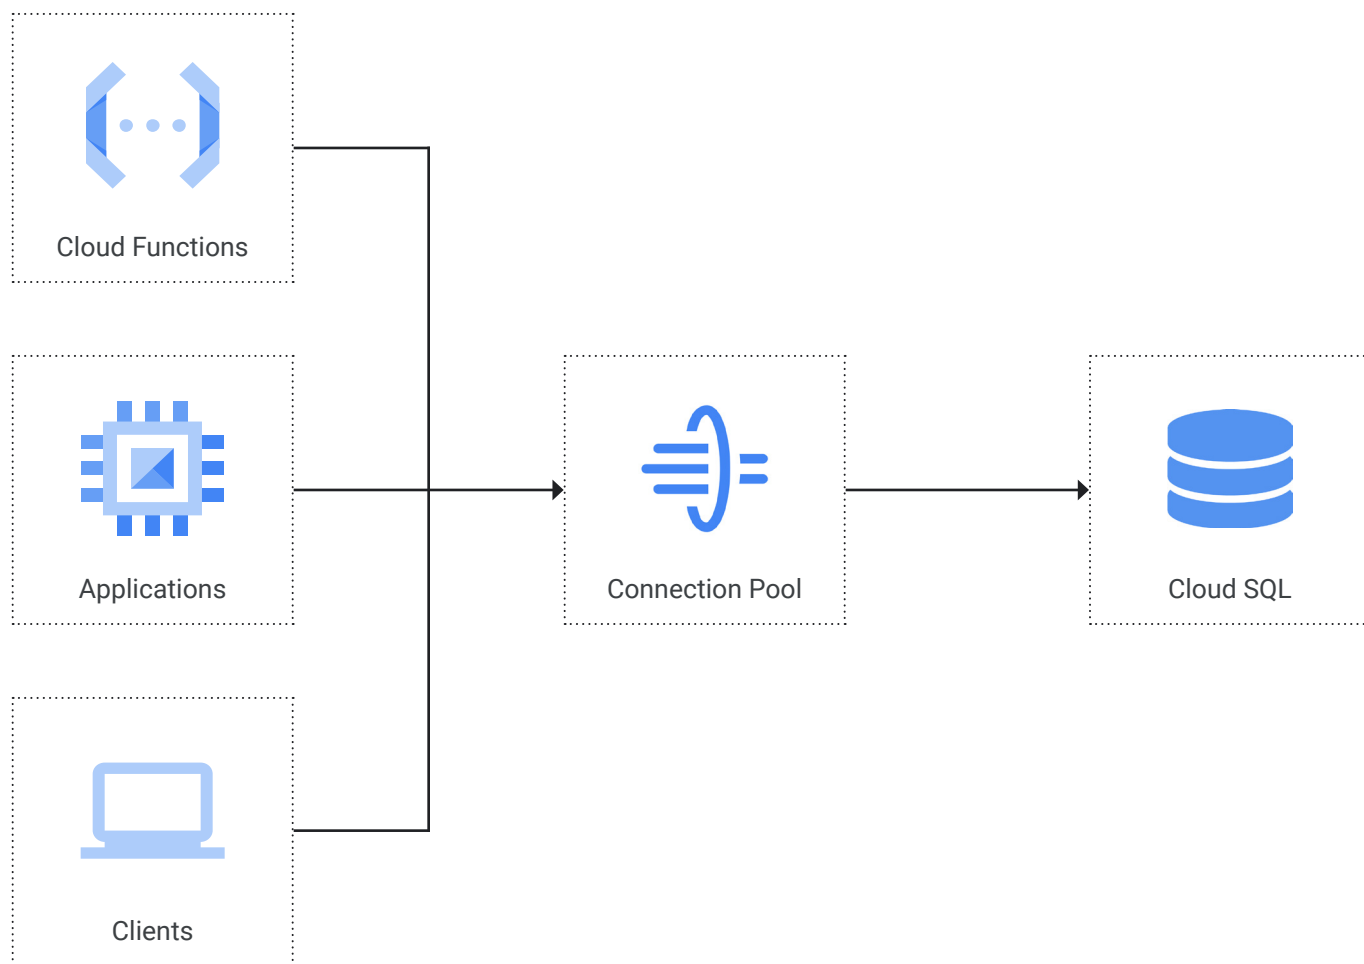 Cloud Functions
Applications
Connection Pool
Cloud SQL
Clients